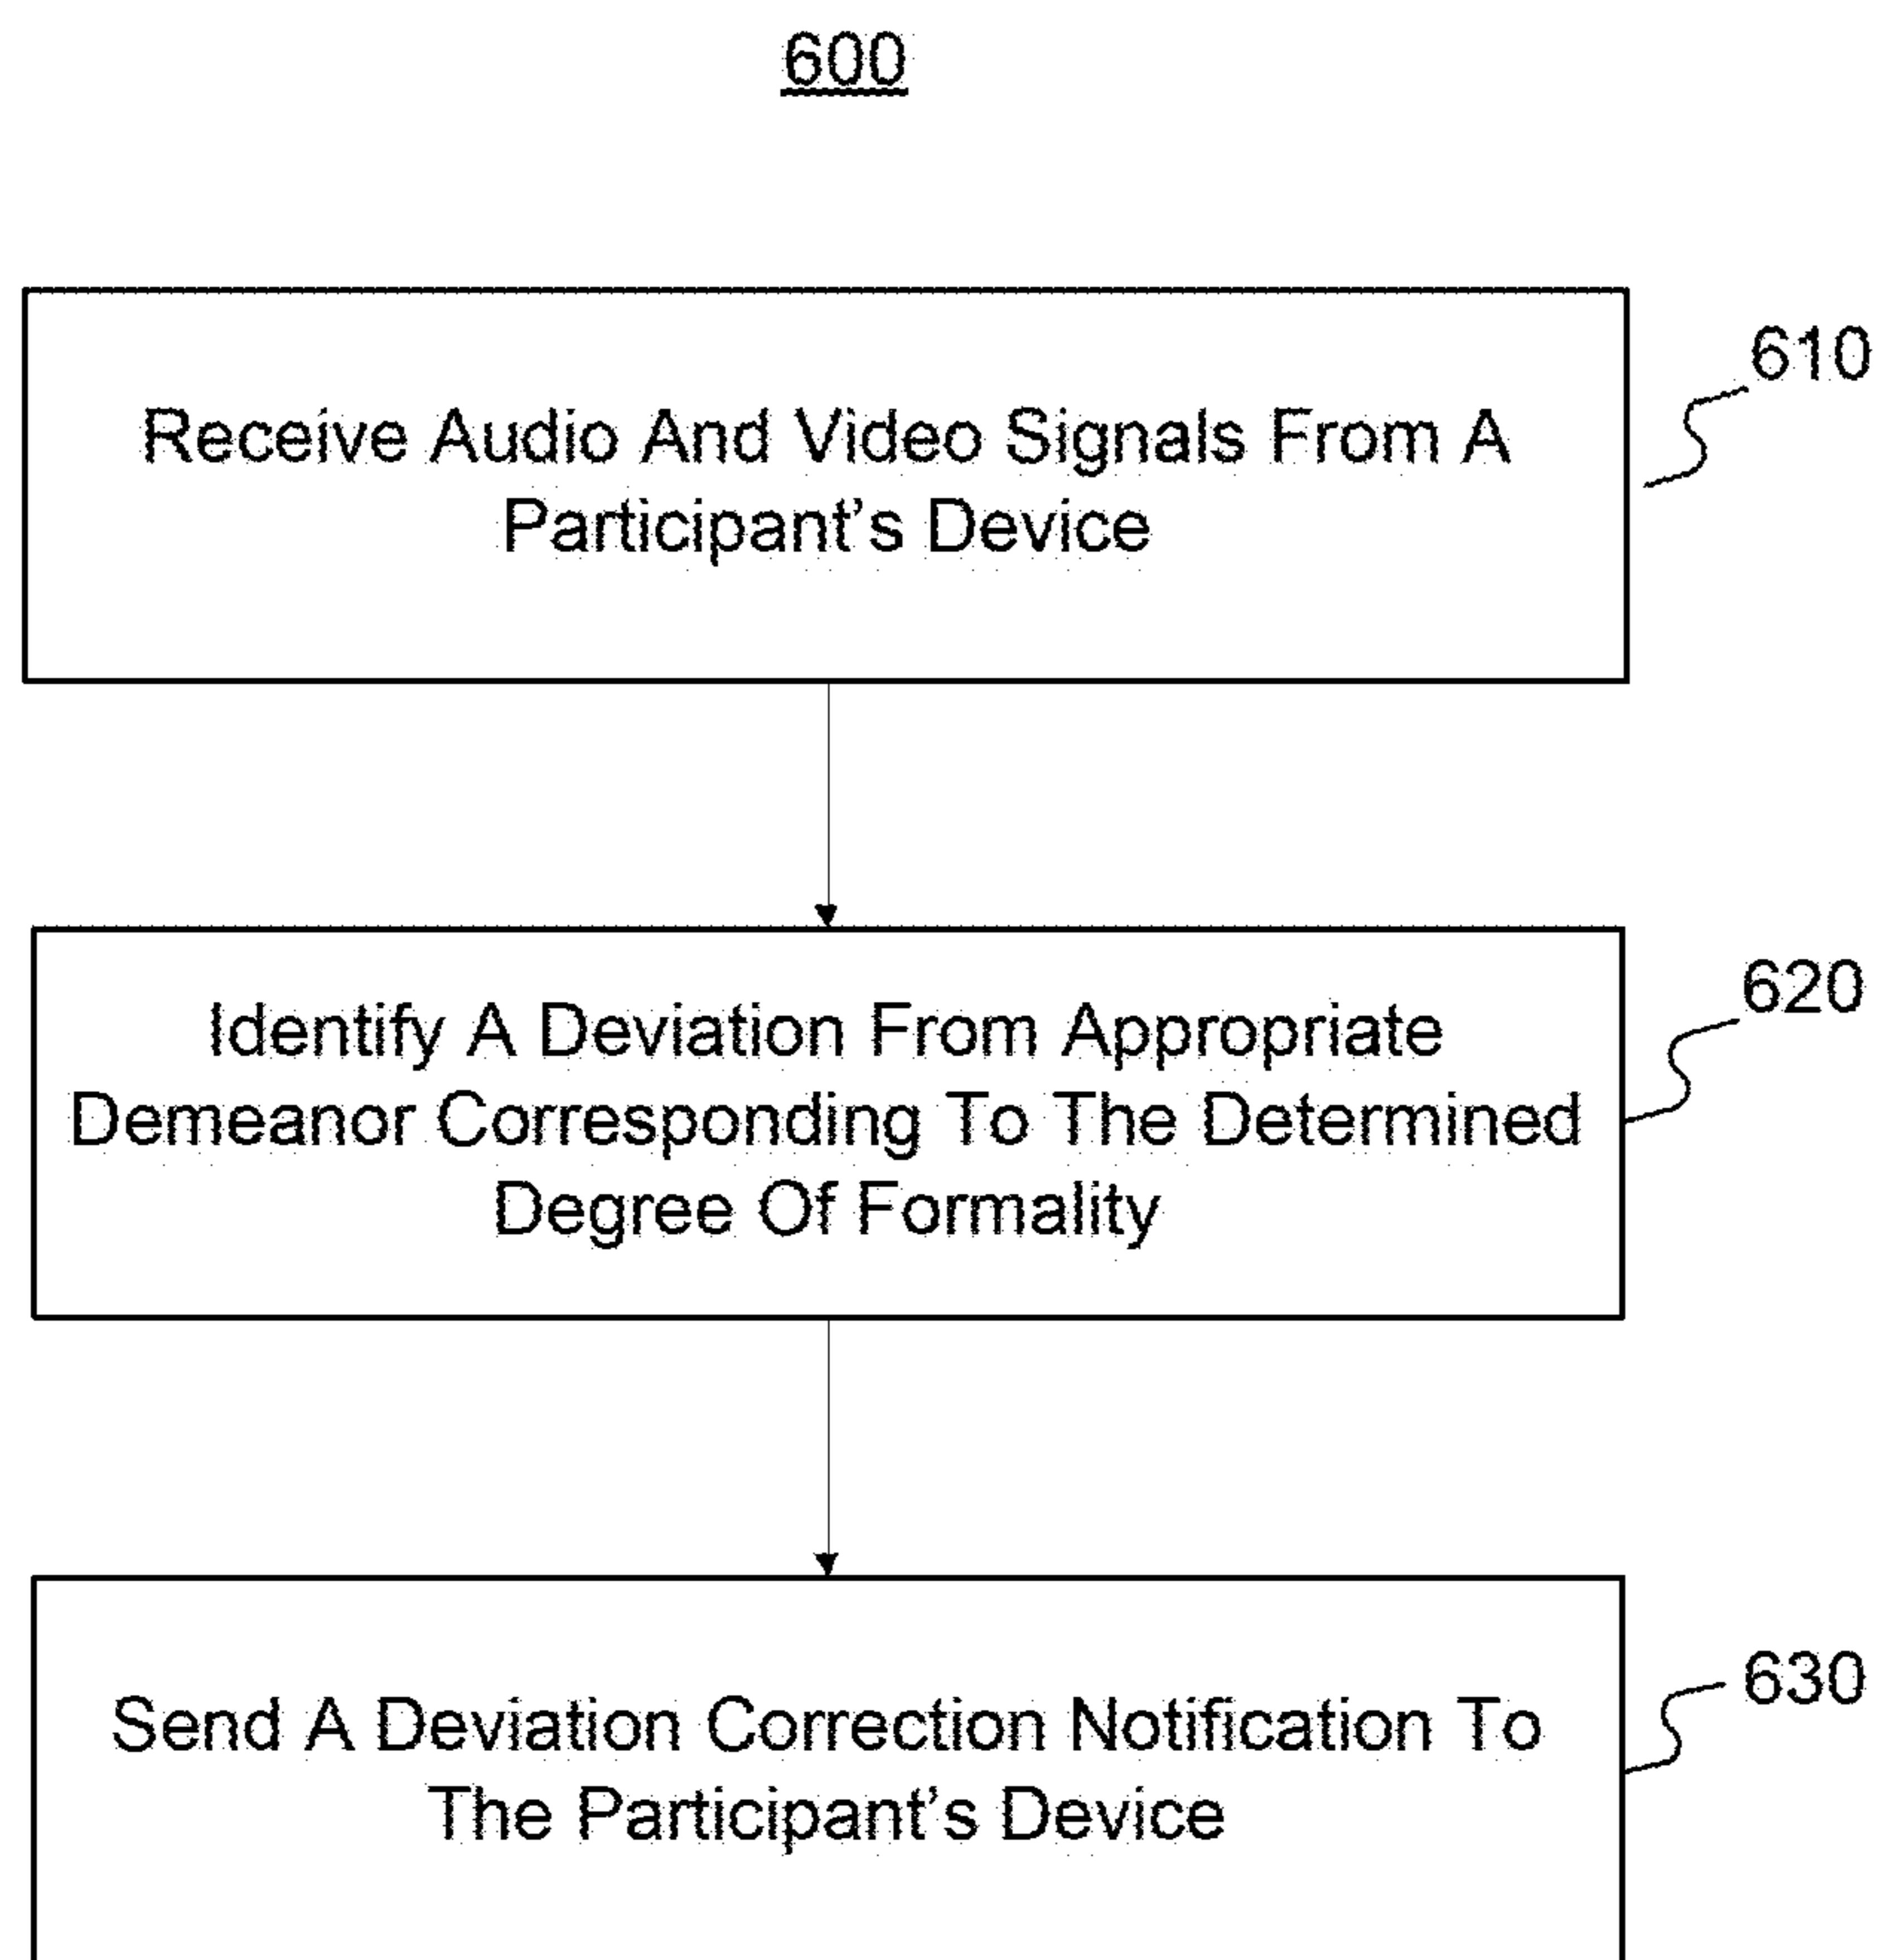 600
610
Receive Audio And Video Signals From A
Participant’s Device
620
Identify A Deviation From Appropriate
Demeanor Corresponding To The Determined
Degree Of Formality
630
Send A Deviation Correction Notification To
The Participant’s Device